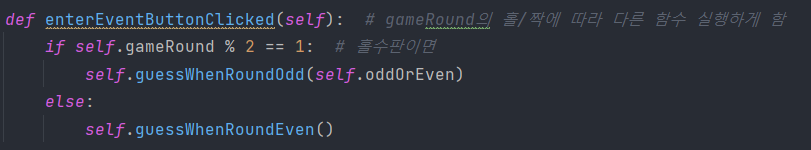 def enterEventButtonClicked(self):  # gameRound의 홀/짝에 따라 다른 함수 실행하게 함
    if self.gameRound % 2 == 1:  # 홀수판이면
        self.guessWhenRoundOdd(self.oddOrEven)
    else:
        self.guessWhenRoundEven()